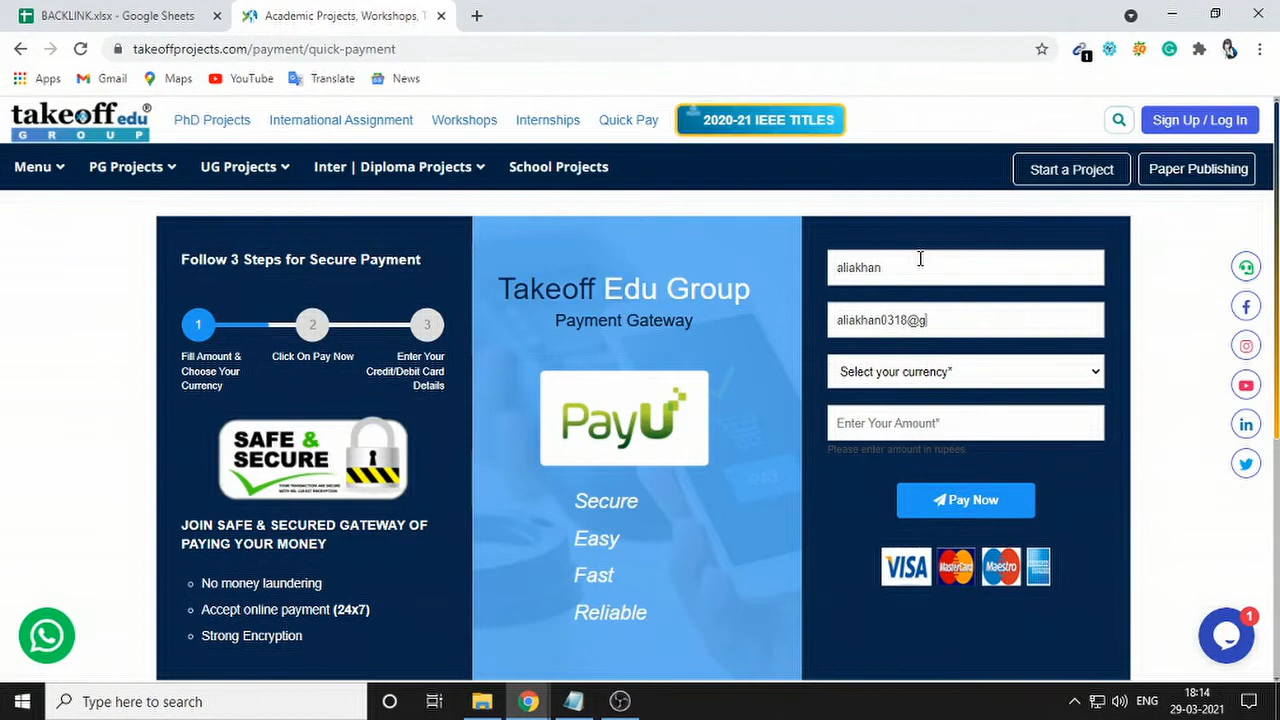 BACKLINK.xlsx - Google Sheets
Academic Projects, Workshops, T
takeoffprojects.com/payment/quick-payment
1
Apps
Gmail
Maps
YouTube
Translate
News
takeoff edu ®
GROUP
PhD Projects
International Assignment
Workshops
Internships
Quick Pay
2020-21 IEEE TITLES
Sign Up / Log In
Menu
PG Projects
UG Projects
Inter | Diploma Projects
School Projects
Start a Project
Paper Publishing
Follow 3 Steps for Secure Payment
1
2
3
Fill Amount &
Choose Your
Currency
Click On Pay Now
Enter Your
Credit/Debit Card
Details
SAFE &
SECURE
JOIN SAFE & SECURED GATEWAY OF
PAYING YOUR MONEY
No money laundering
Accept online payment (24x7)
Strong Encryption
Takeoff Edu Group
Payment Gateway
PayU
Secure
Easy
Fast
Reliable
aliakhan
aliakhan0318@g
Select your currency*
Enter Your Amount*
Please enter amount in rupees.
Pay Now
VISA
MasterCard
Maestro
1
Type here to search
ENG
18:14
29-03-2021